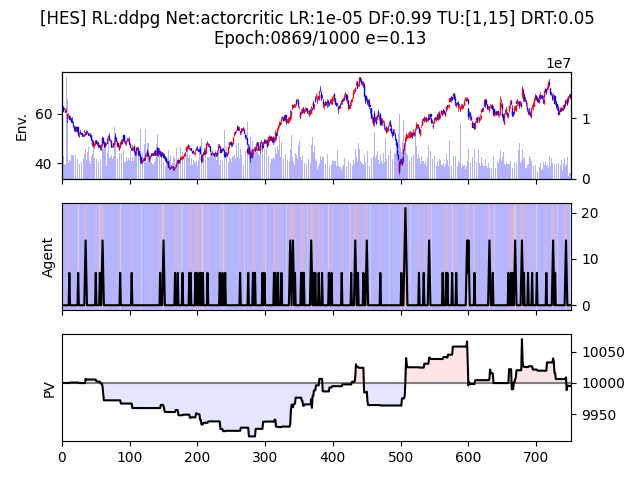 [HES] RL:ddpg Net:actorcritic LR:1e-05 DF:0.99 TU:[1,15] DRT:0.05
Epoch:0869/1000 e=0.13
1e7
Env.
60
40
1
0
Agent
20
10
0
PV
10050
10000
9950
0 100 200 300 400 500 600 700